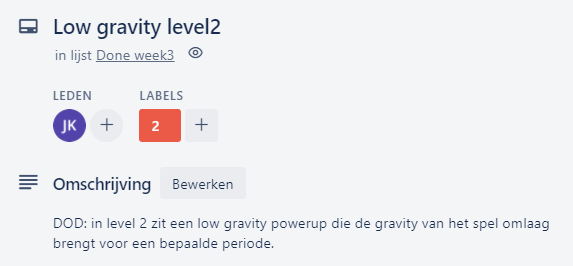 Low gravity level2
in lijst Done week3
LEDEN LABELS
JK + 2 +
Omschrijving Bewerken
DOD: in level 2 zit een low gravity powerup die de gravity van het spel omlaag
brengt voor een bepaalde periode.